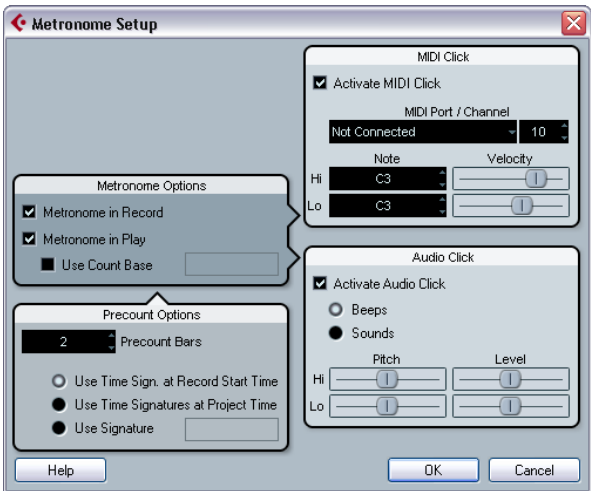 Metronome Setup
Metronome Options
Metronome in Record
Metronome in Play
Use Count Base
Precount Options
2 Precount Bars
Use Time Sign. at Record Start Time
Use Time Signatures at Project Time
Use Signature
MIDI Click
Activate MIDI Click
MIDI Port / Channel
Not Connected 10
Note Velocity
Hi C3
Lo C3
Audio Click
Activate Audio Click
Beeps
Sounds
Pitch Level
Hi
Lo
Help OK Cancel